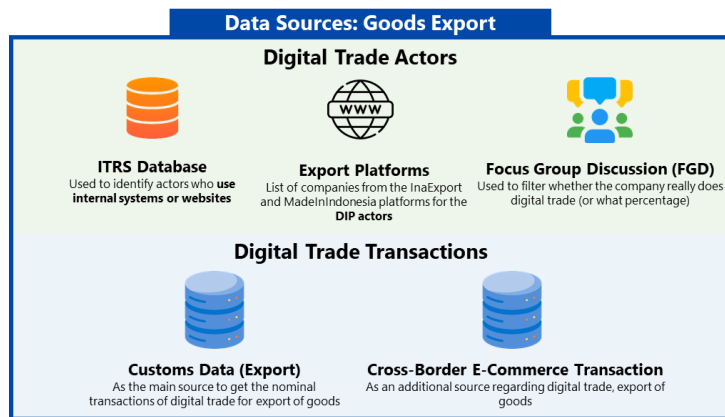 Data Sources: Goods Export
Digital Trade Actors
WWW
ITRS Database
Used to identify actors who use
internal systems or websites
Export Platforms
List of companies from the InaExport
and MadeInIndonesia platforms for the
DIP actors
Focus Group Discussion (FGD)
Used to filter whether the company really does
digital trade (or what percentage)
Digital Trade Transactions
Customs Data (Export)
As the main source to get the nominal
transactions of digital trade for export of goods
Cross-Border E-Commerce Transaction
As an additional source regarding digital trade, export of
goods